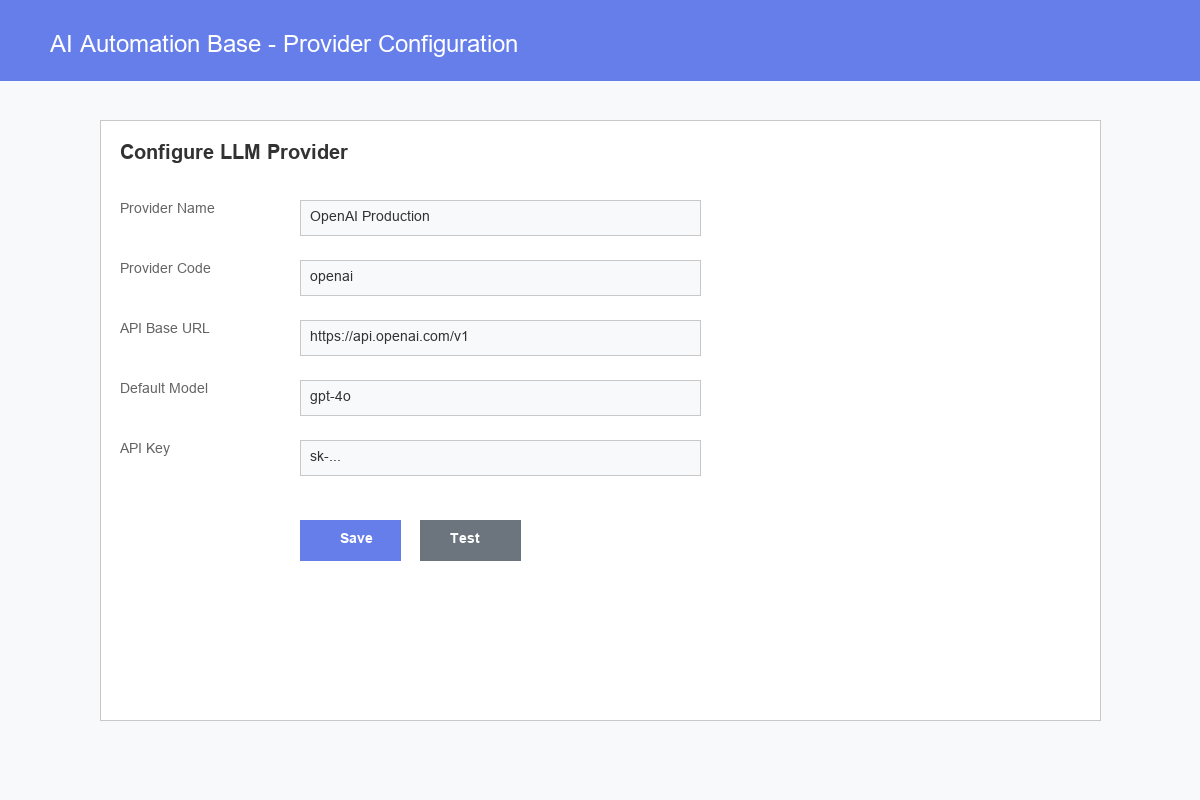 AI Automation Base - Provider Configuration
Configure LLM Provider
Provider Name
OpenAI Production
Provider Code
openai
API Base URL
https://api.openai.com/v1
Default Model
gpt-4o
API Key
sk-...
Save
Test